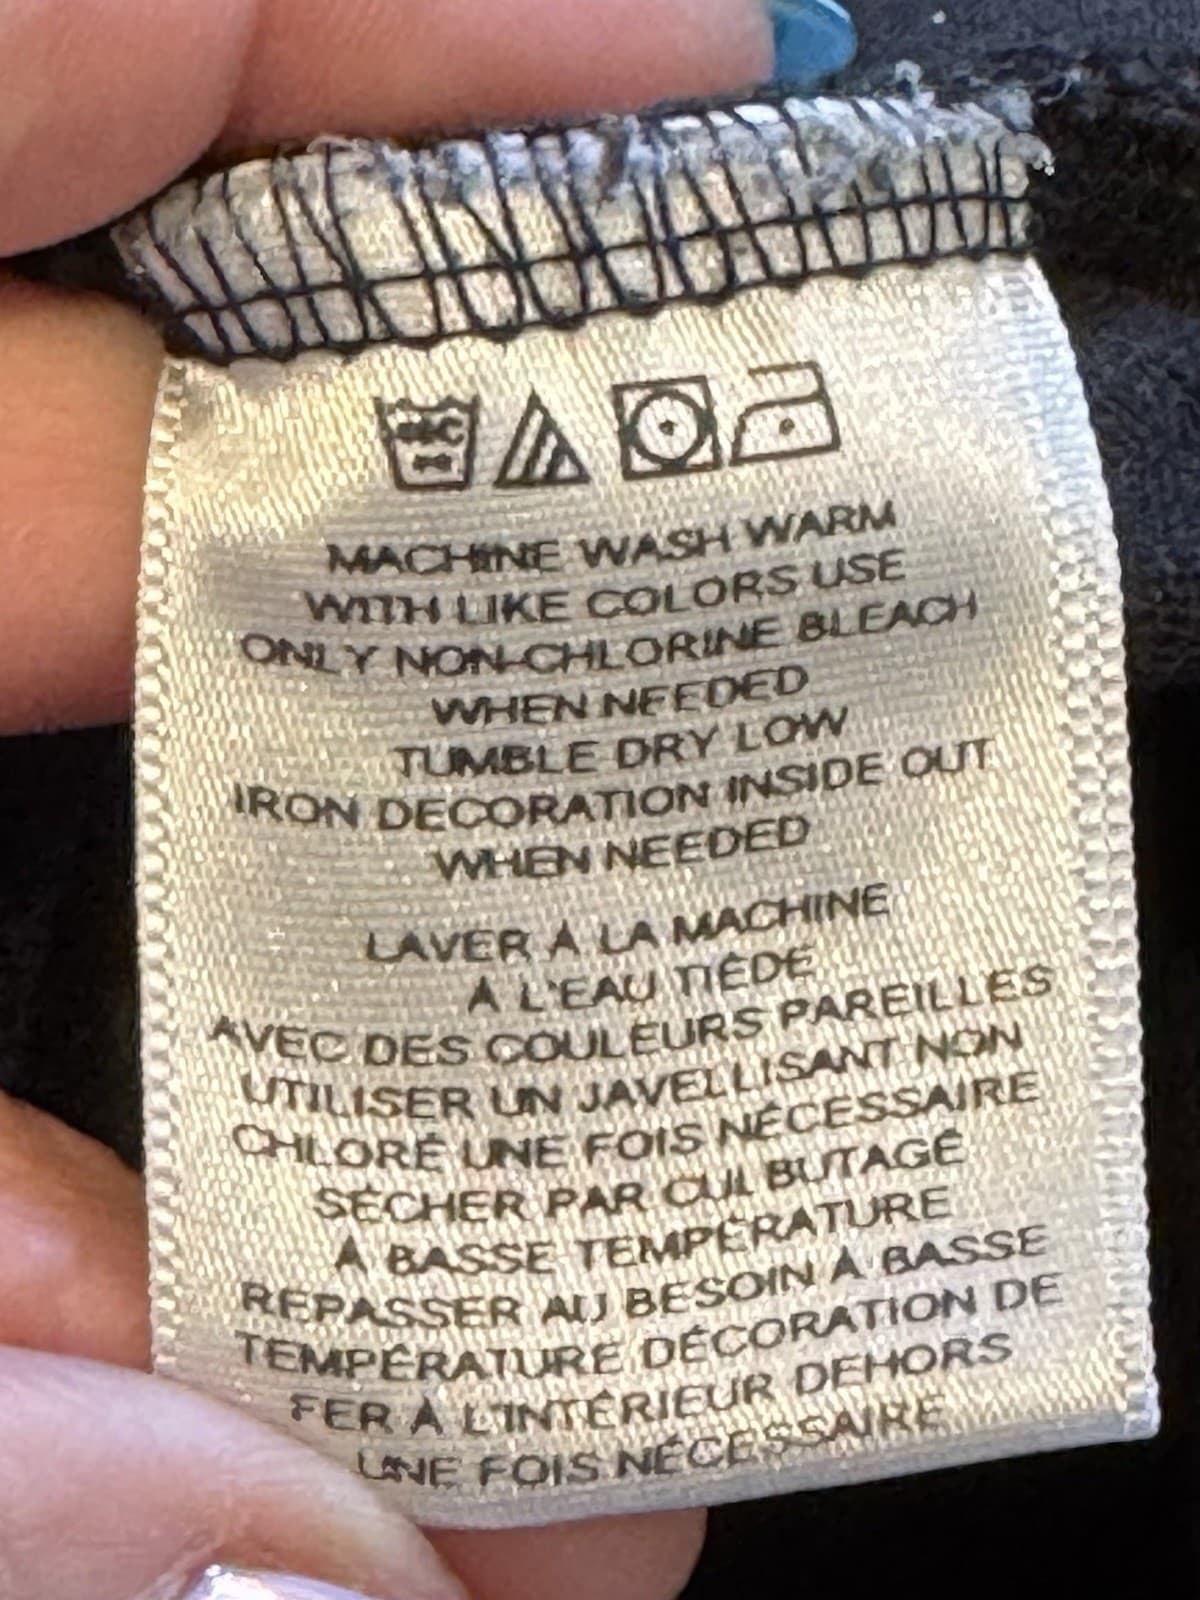 MACHINE WASH WARM
WITH LIKE COLORS USE
ONLY NON-CHLORINE BLEACH
WHEN NEEDED
TUMBLE DRY LOW
IRON DECORATION INSIDE OUT
WHEN NEEDED
LAVER À LA MACHINE
À L'EAU TIÈDE
AVEC DES COULEURS PAREILLES
UTILISER UN JAVELLISANT NON
CHLORÉ UNE FOIS NÉCESSAIRE
SÉCHER PAR CUL BUTAGE
À BASSE TEMPÉRATURE
REPASSER AU BESOIN À BASSE
TEMPÉRATURE DÉCORATION DE
FER À L'INTÉRIEUR DEHORS
UNE FOIS NÉCESSAIRE